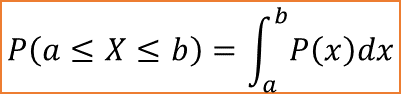 P(a ≤ X ≤ b) = ∫_a^b P(x)dx